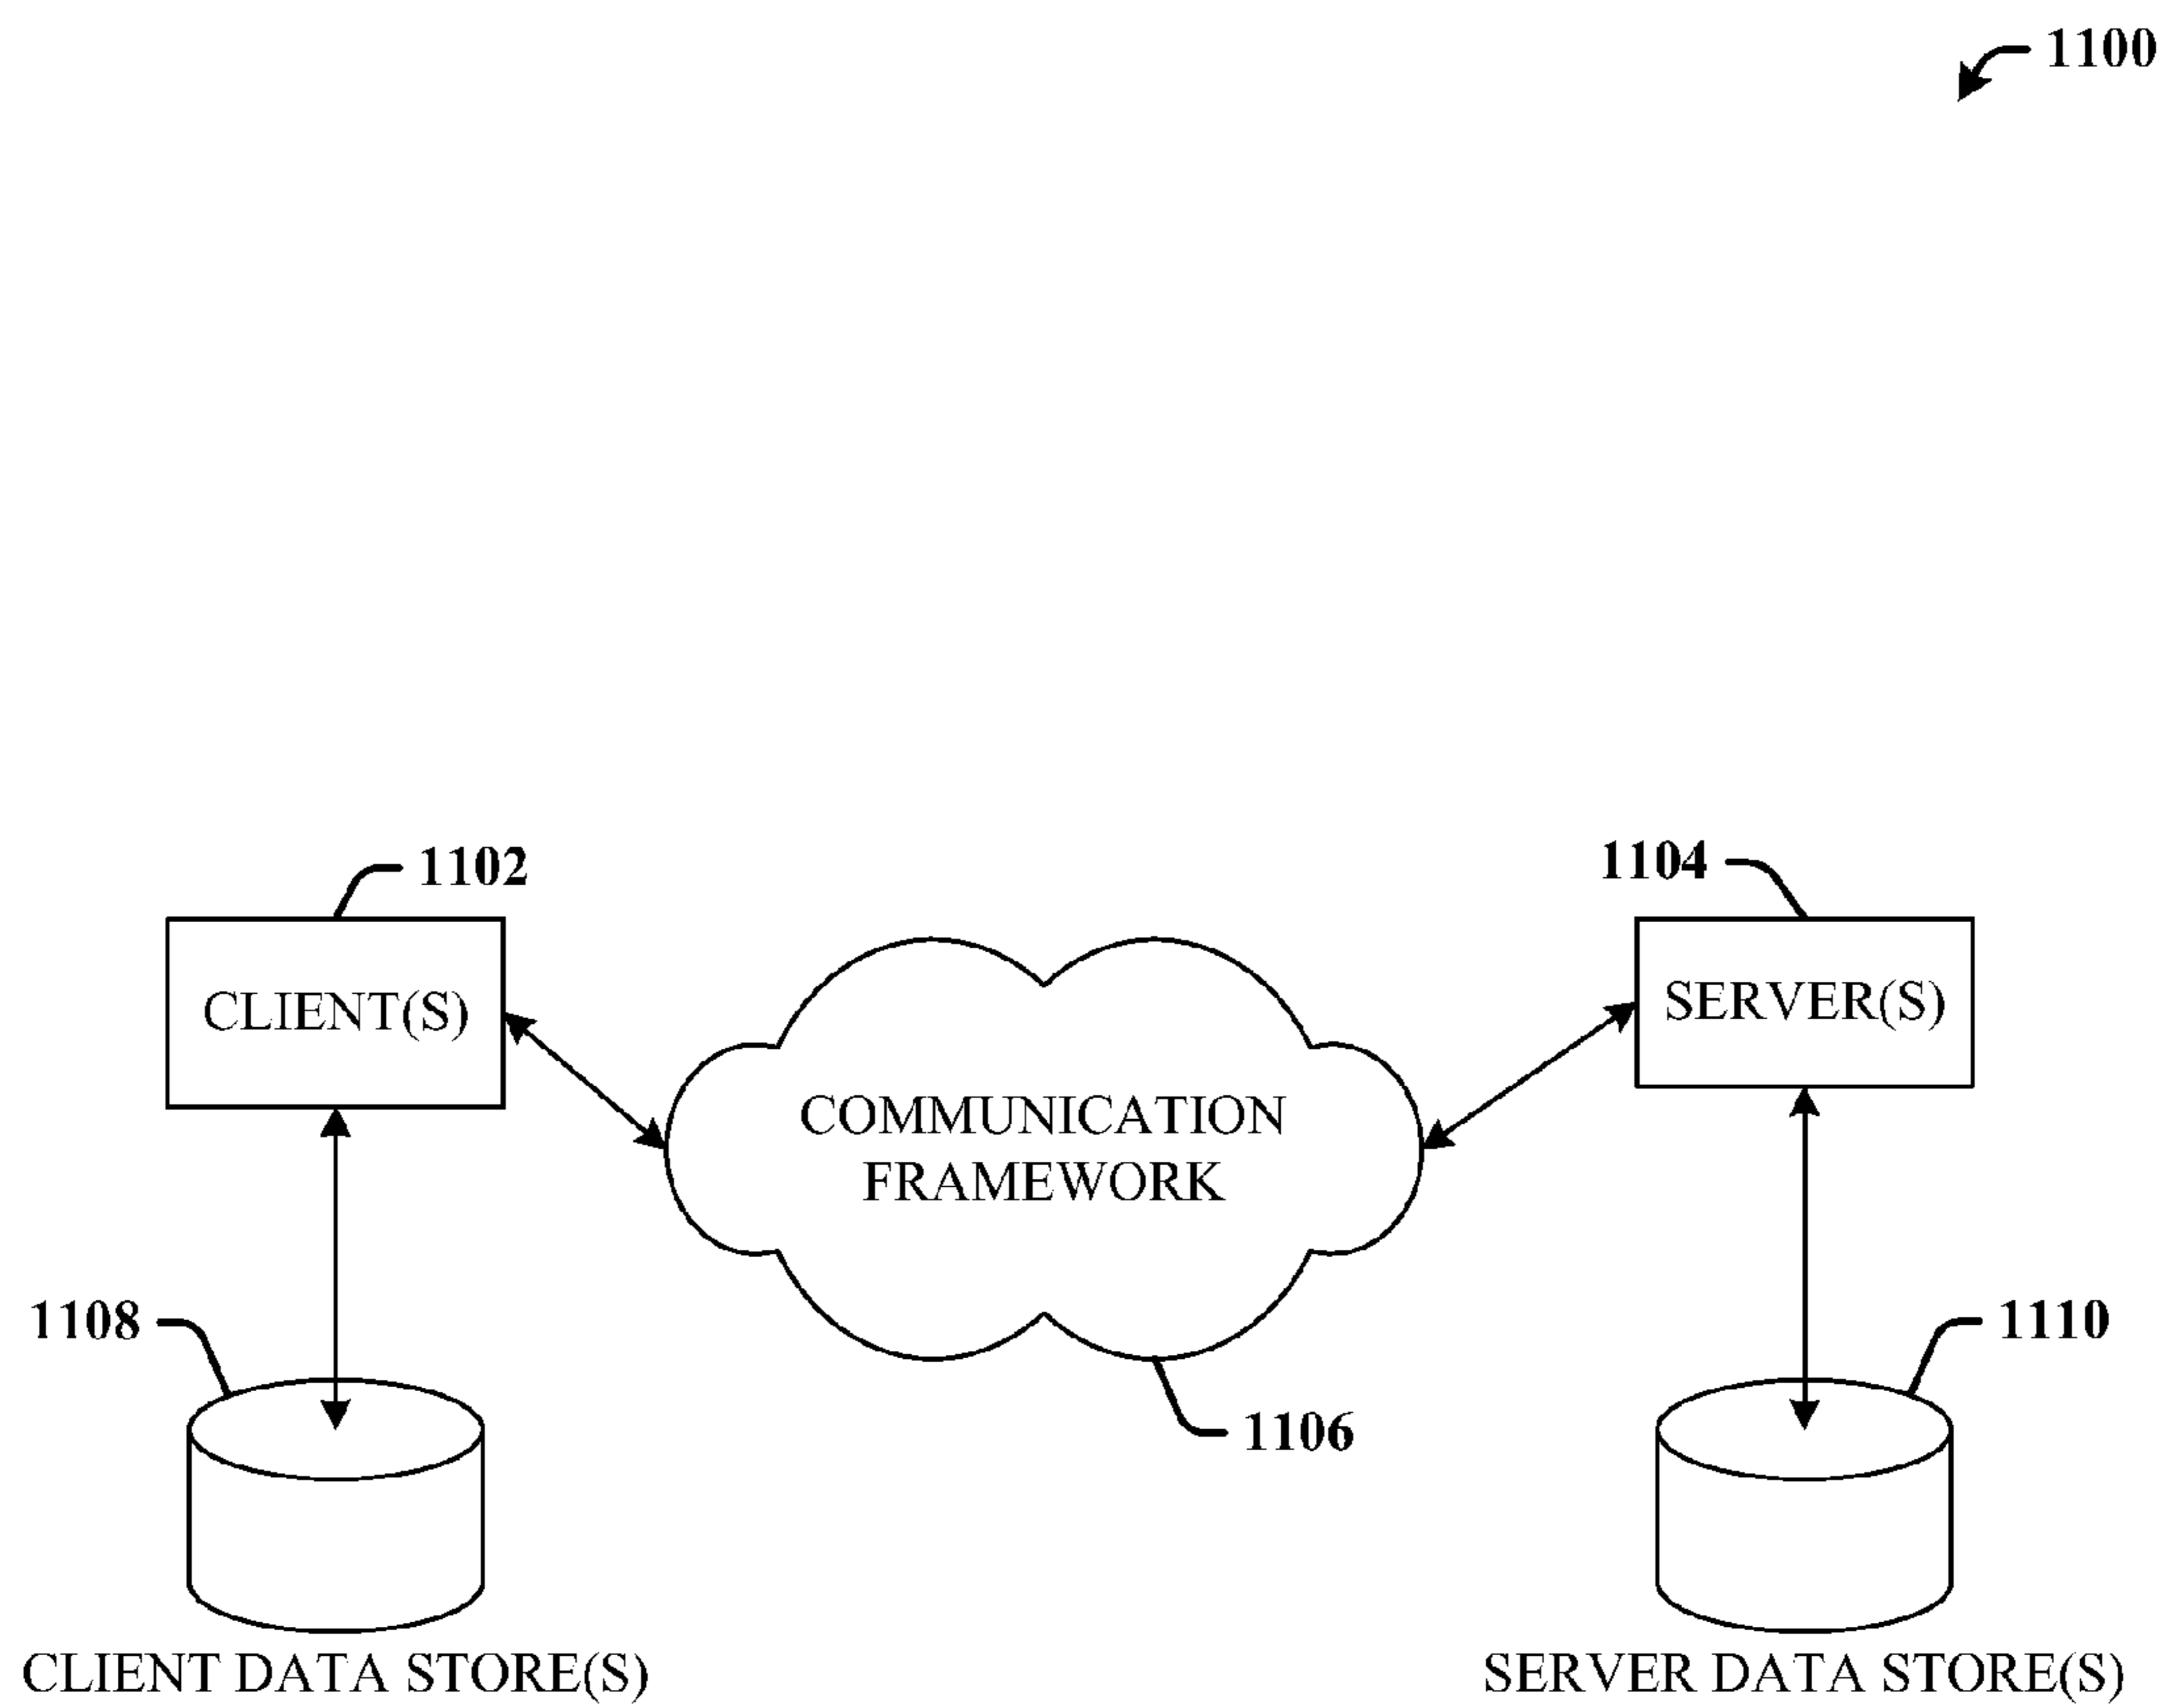 1100
1102
1104
CLIENT(S)
SERVER(S)
COMMUNICATION
FRAMEWORK
1108
1110
1106
CLIENT DATA STORE(S)
SERVER DATA STORE(S)